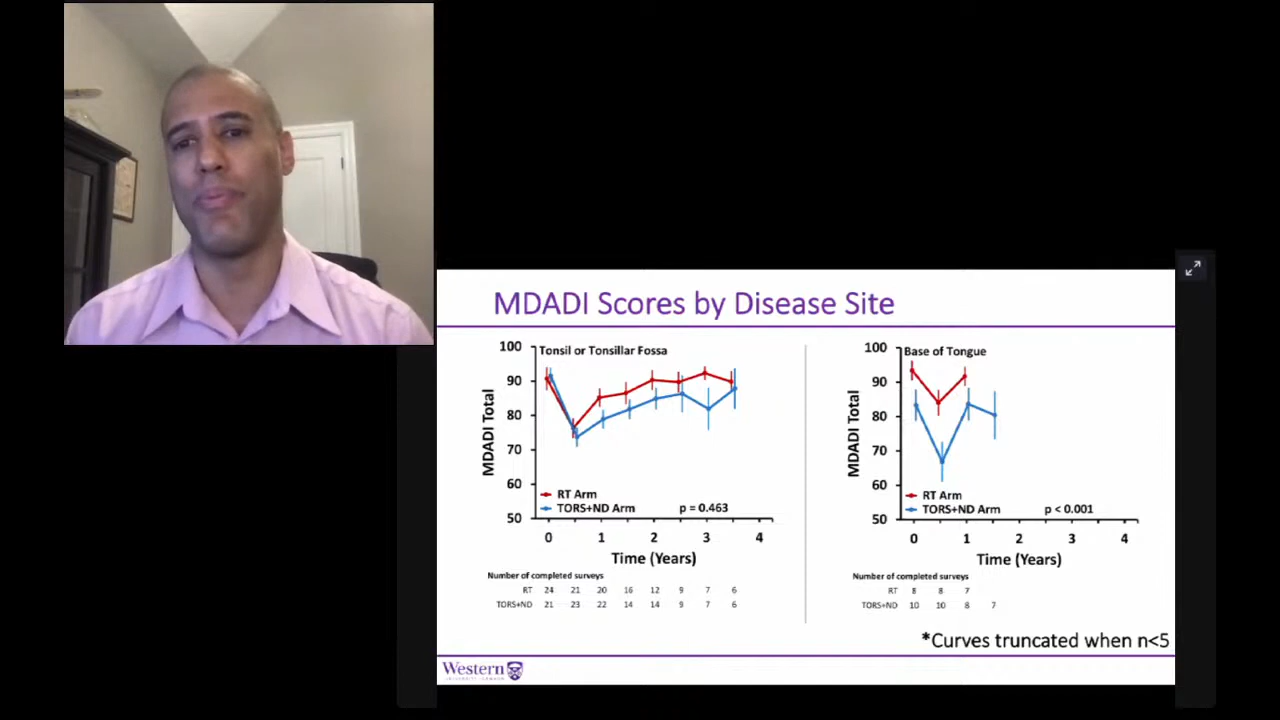 MDADI Scores by Disease Site
Tonsil or Tonsillar Fossa
MDADI Total
100
90
80
70
60
50
RT Arm
TORS+ND Arm
p = 0.463
0 1 2 3 4
Time (Years)
Number of completed surveys
RT 24 21 20 16 12 9 7 6
TORS+ND 21 23 22 14 14 9 7 6
Base of Tongue
MDADI Total
100
90
80
70
60
50
RT Arm
TORS+ND Arm
p < 0.001
0 1 2 3 4
Time (Years)
Number of completed surveys
RT 8 8 7
TORS+ND 10 10 8 7
*Curves truncated when n<5
Western